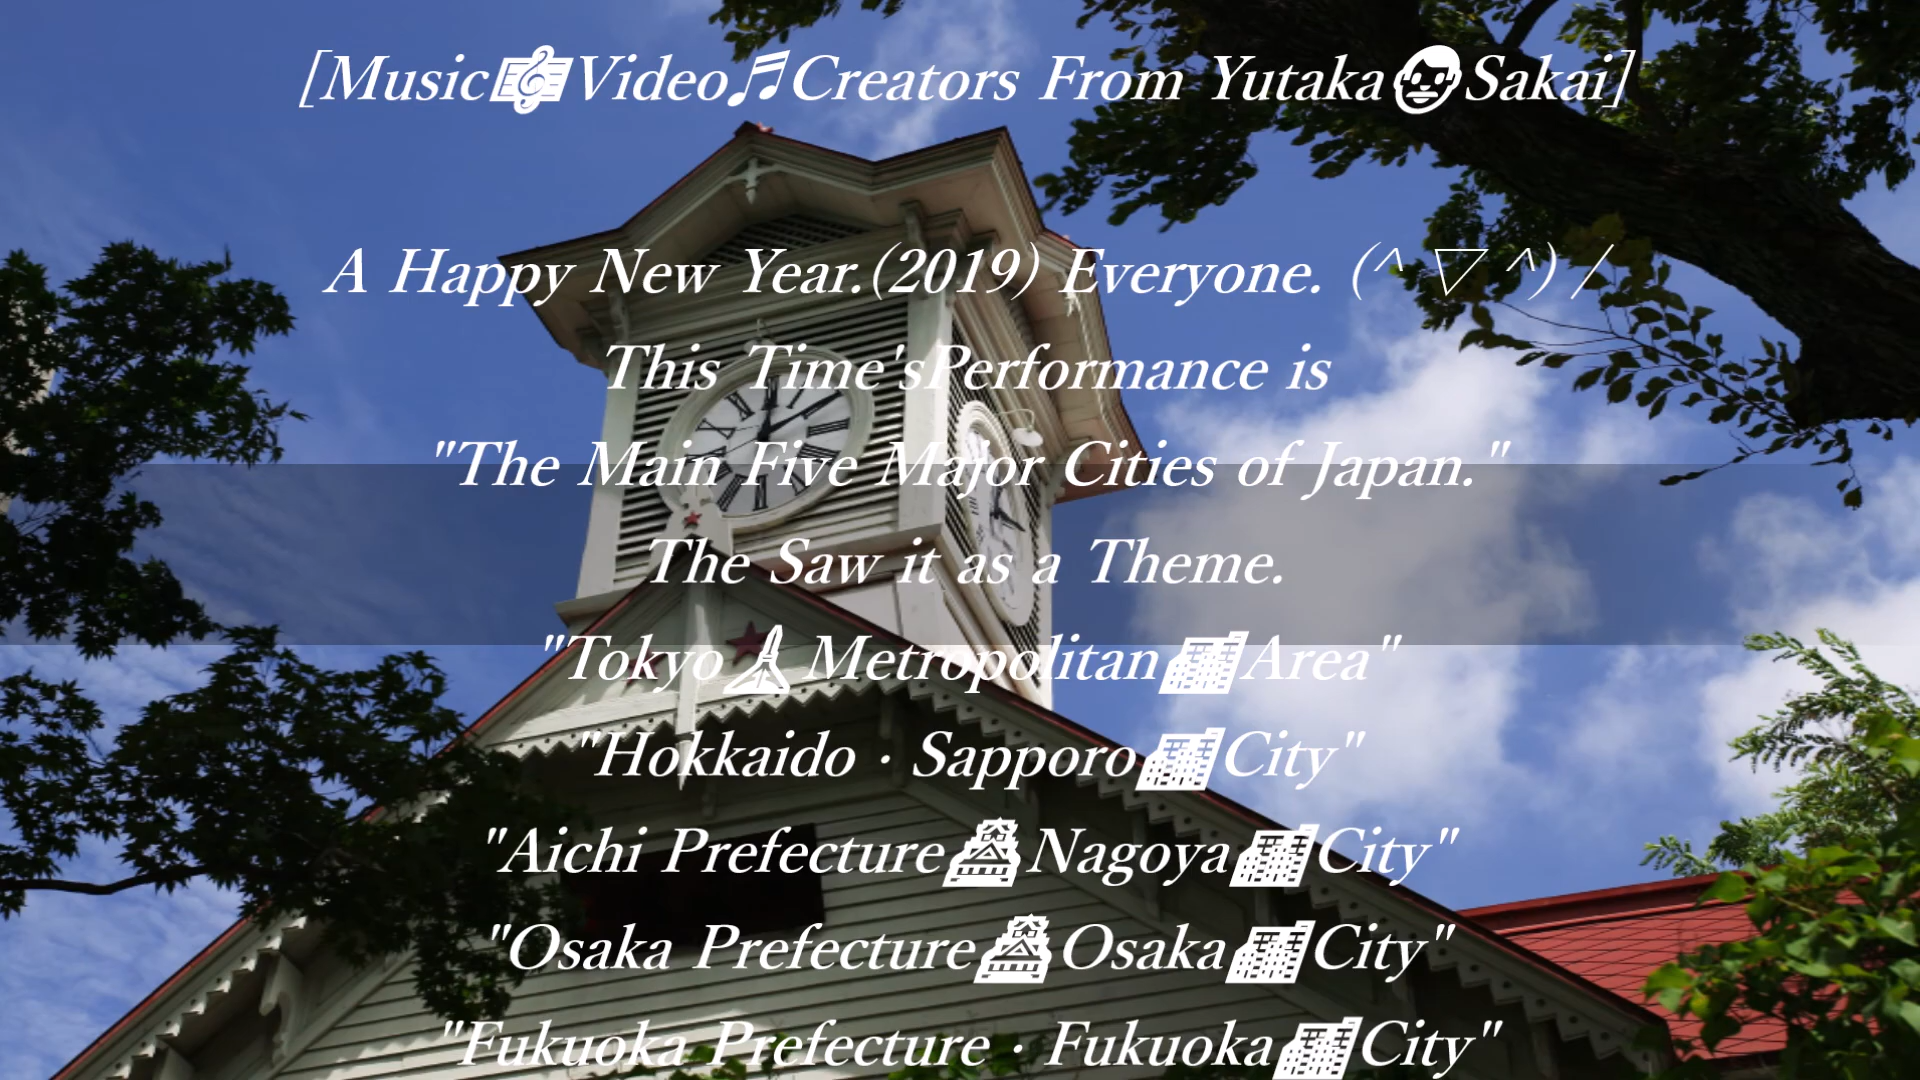 [Music🎼Video🎵Creators From Yutaka👨Sakai]
A Happy New Year.(2019) Everyone. (^ ▽ ^) /
This Time'sPerformance is
"The Main Five Major Cities of Japan."
The Saw it as a Theme.
"Tokyo🗼Metropolitan🏙Area"
"Hokkaido · Sapporo🏙City"
"Aichi Prefecture🏯Nagoya🏙City"
"Osaka Prefecture🏯Osaka🏙City"
"Fukuoka Prefecture · Fukuoka🏙City"